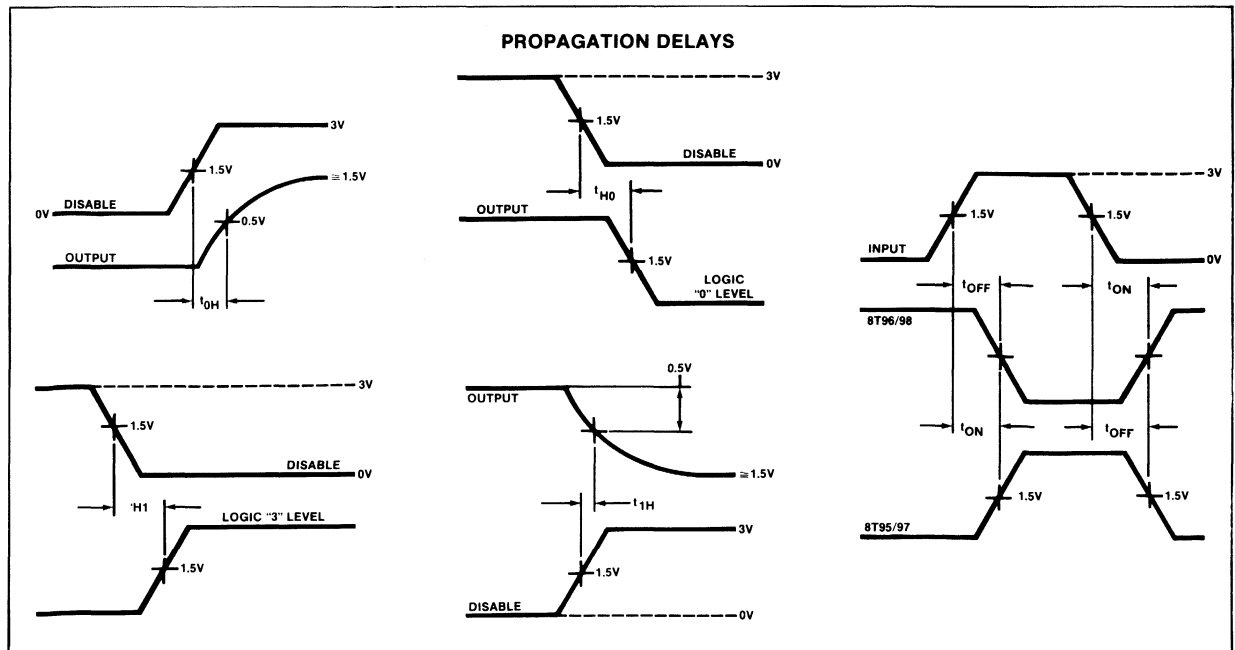 PROPAGATION DELAYS
3V
1.5V
DISABLE
0V
≅1.5V
0.5V
OUTPUT
t0H
3V
1.5V
DISABLE
0V
tH0
OUTPUT
1.5V
LOGIC
"0" LEVEL
3V
1.5V
DISABLE
0V
'H1
LOGIC "3" LEVEL
1.5V
0.5V
OUTPUT
≅1.5V
t1H
3V
1.5V
DISABLE
0V
3V
1.5V
1.5V
INPUT
0V
tOFF
tON
8T96/98
tON
tOFF
1.5V
1.5V
8T95/97